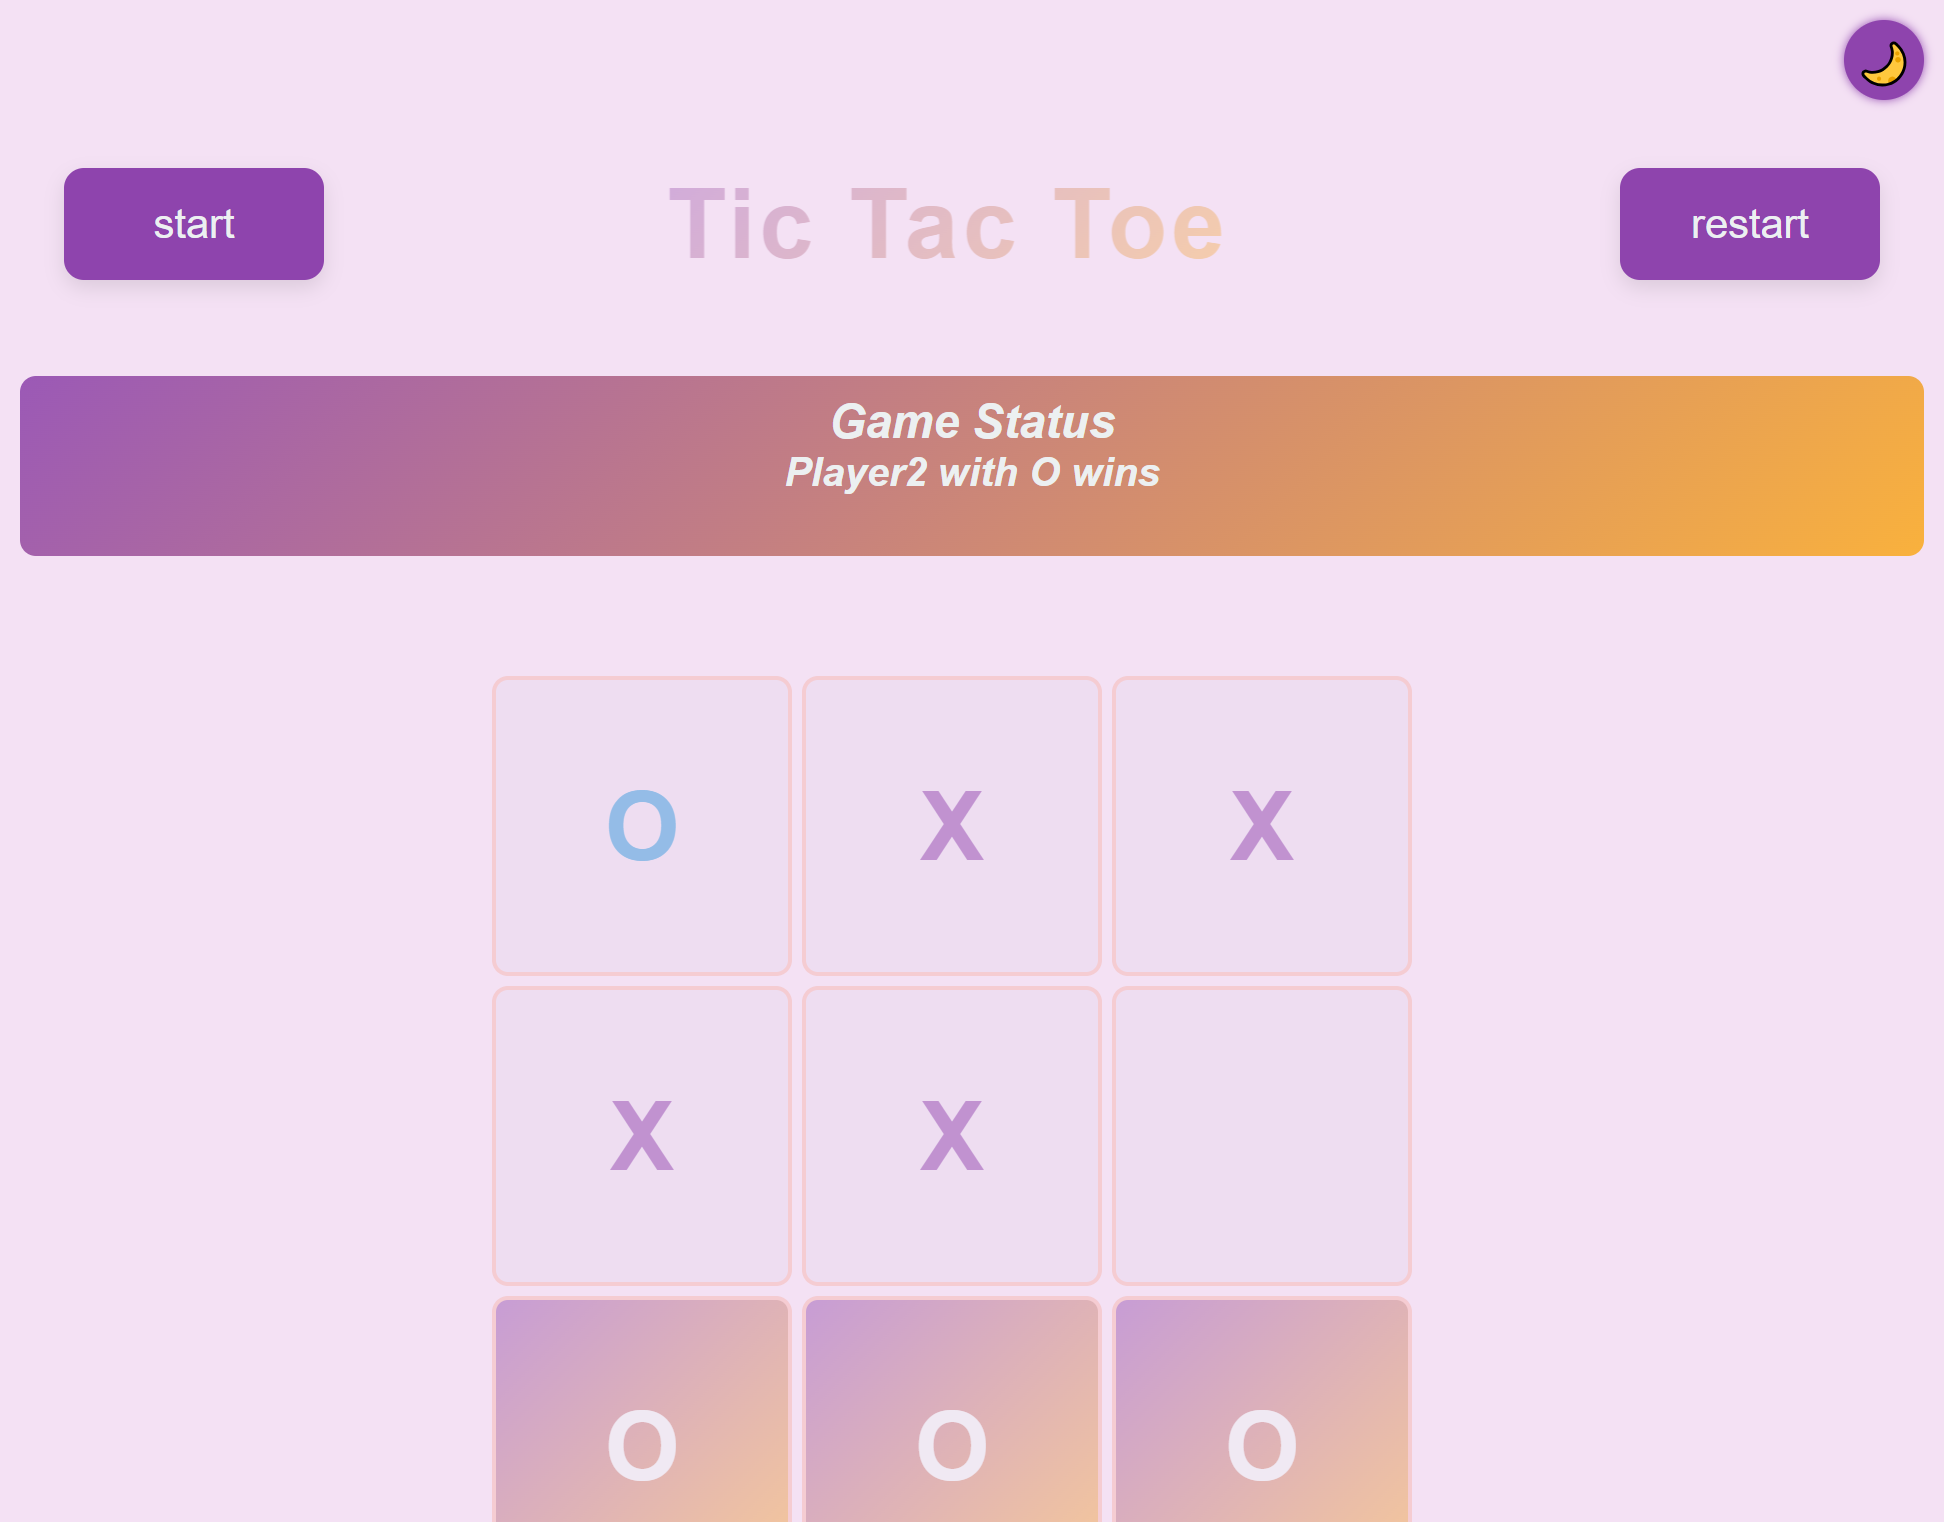 start
Tic Tac Toe
restart
Game Status
Player2 with O wins
O X X
X X
O O O